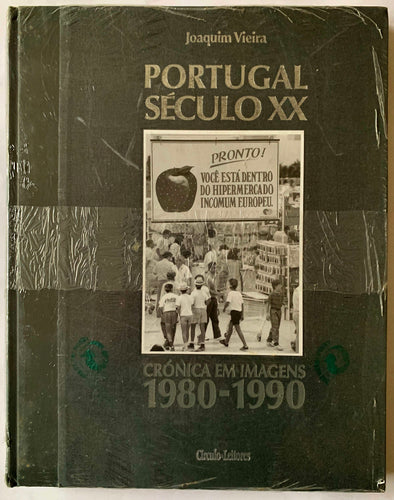 Joaquim Vieira
PORTUGAL
SÉCULO XX
PRONTO!
VOCÊ ESTÁ DENTRO
DO HIPERMERCADO
INCOMUM EUROPEU.
CRÓNICA EM IMAGENS
1980-1990
Círculo de Leitores